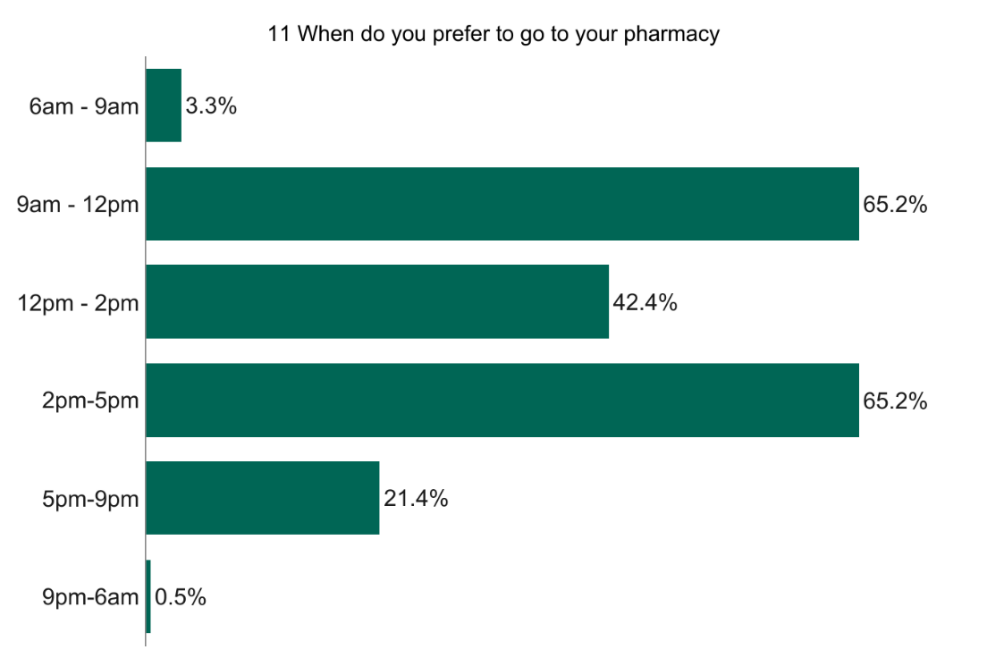 11 When do you prefer to go to your pharmacy
6am - 9am 3.3%
9am - 12pm 65.2%
12pm - 2pm 42.4%
2pm-5pm 65.2%
5pm-9pm 21.4%
9pm-6am 0.5%